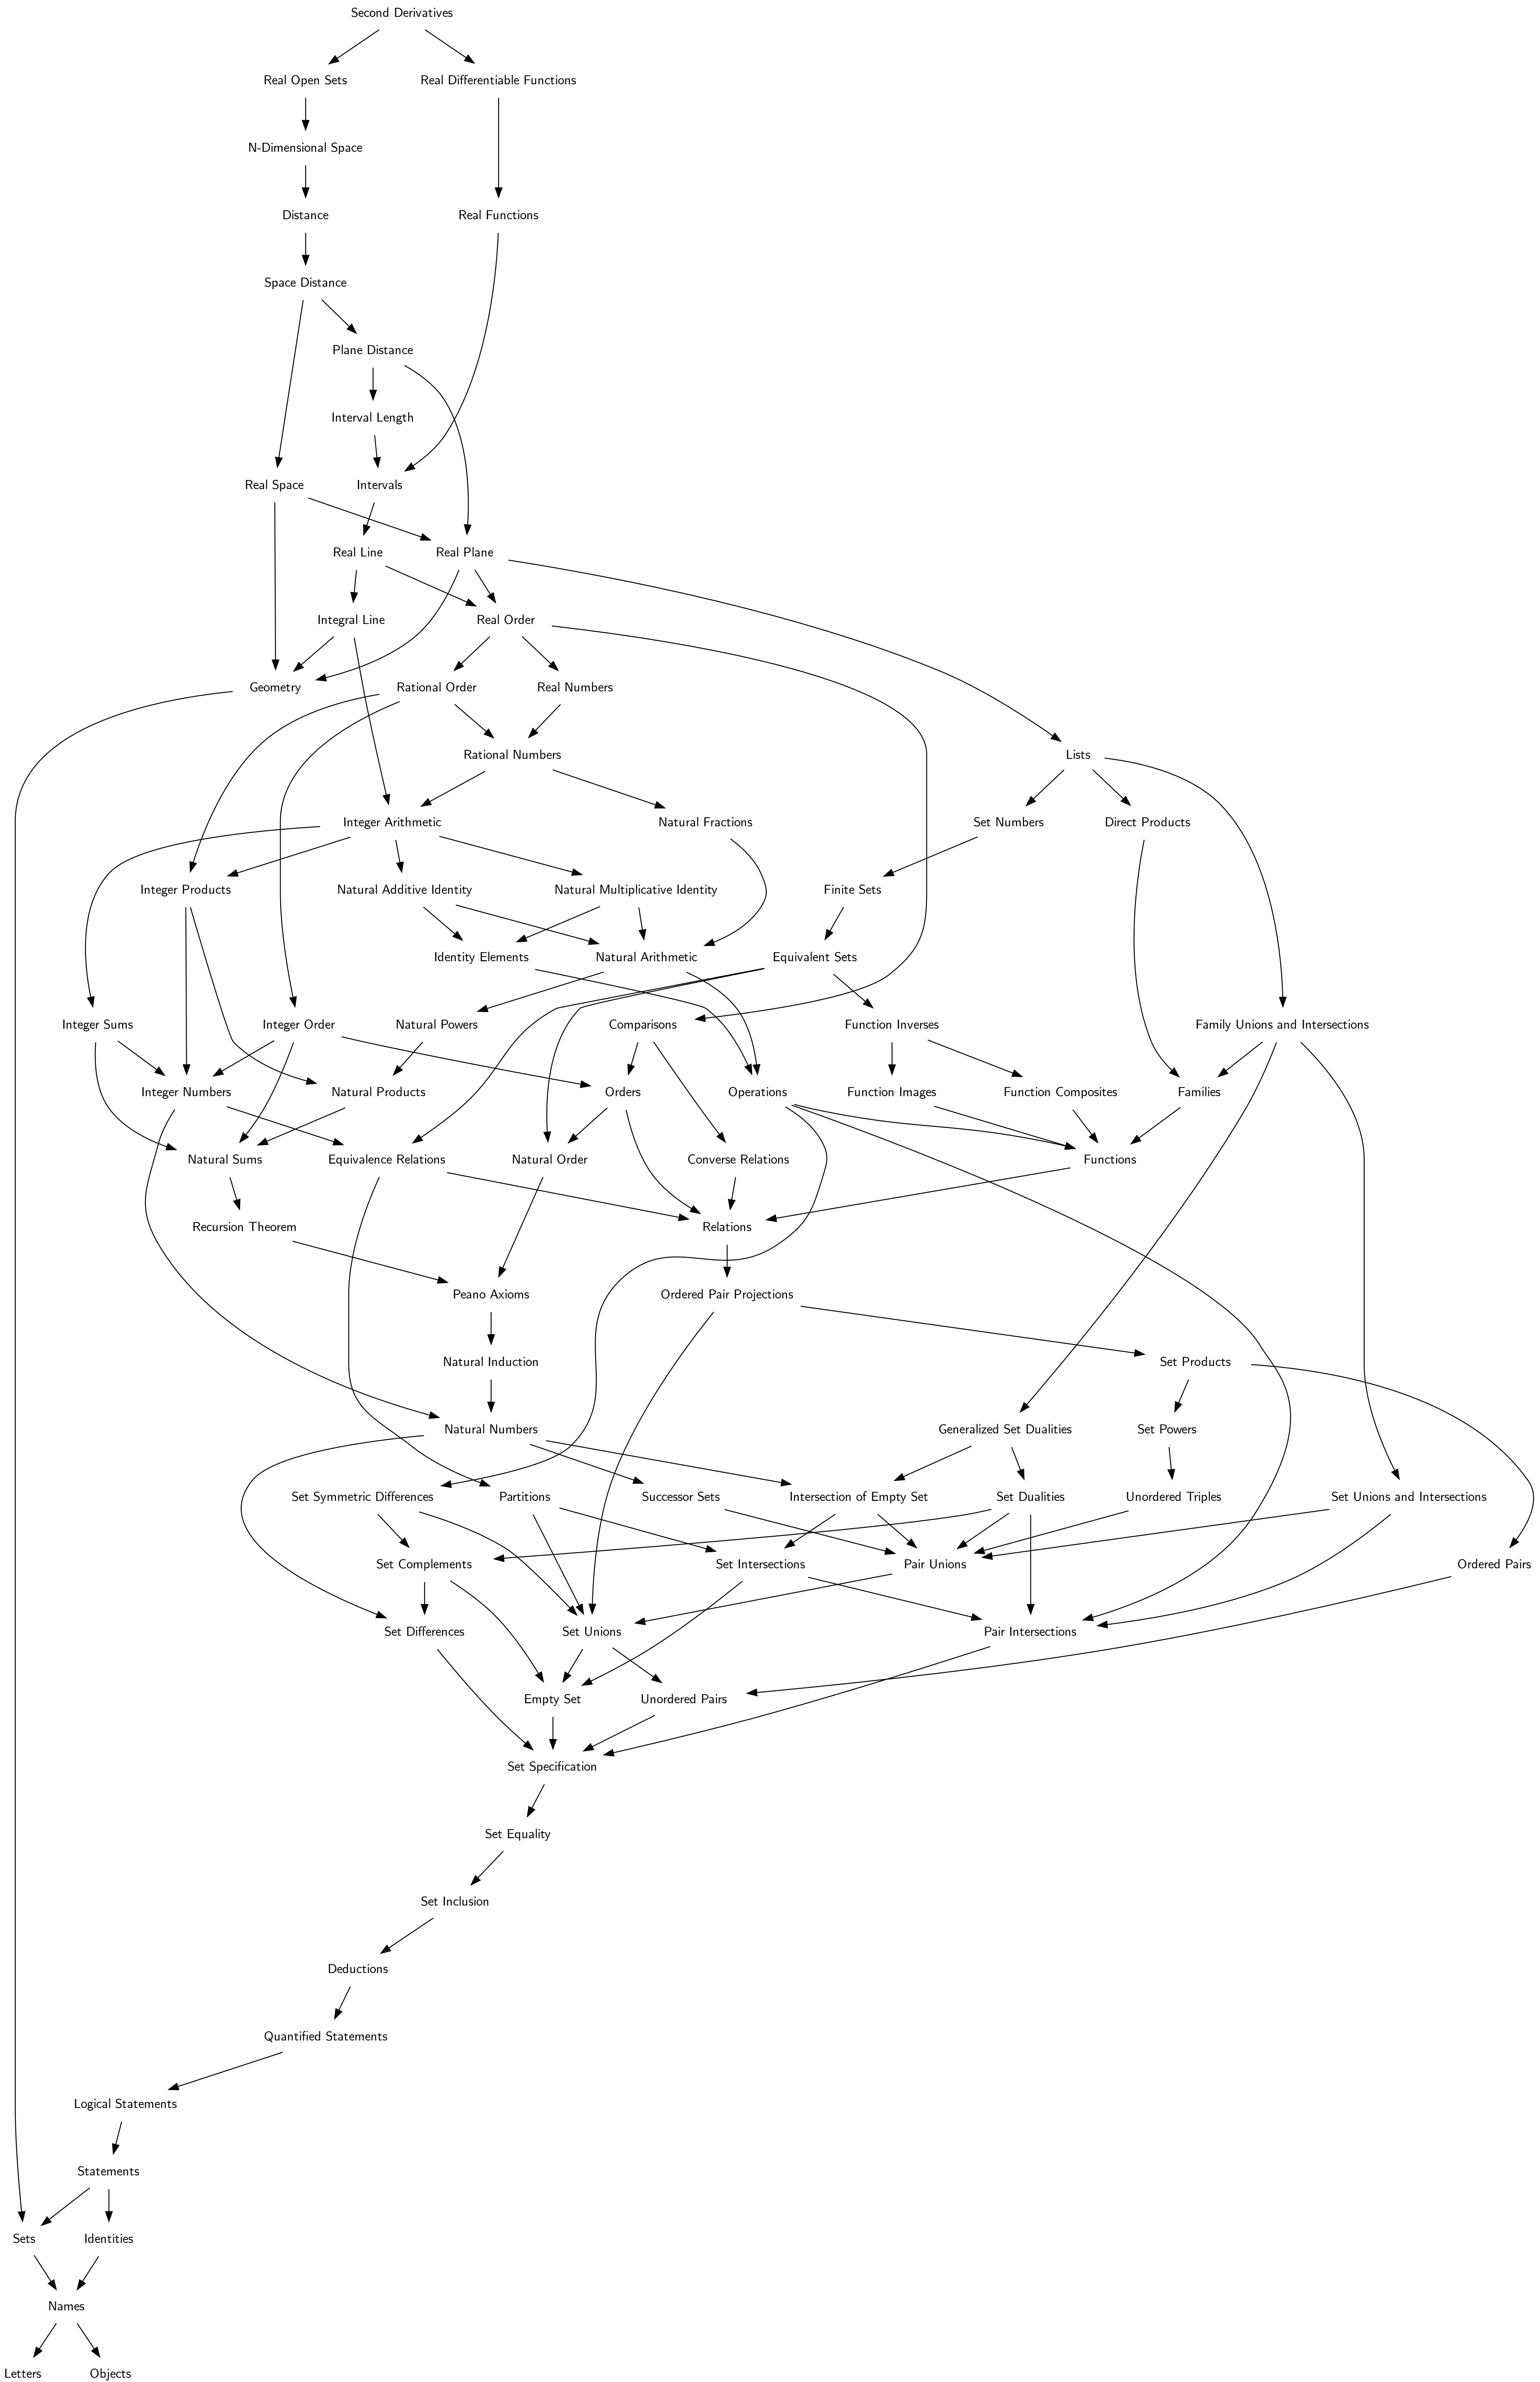 Second Derivatives
Real Open Sets
Real Differentiable Functions
N-Dimensional Space
Distance
Real Functions
Space Distance
Plane Distance
Interval Length
Real Space
Intervals
Real Line
Real Plane
Integral Line
Real Order
Geometry
Rational Order
Real Numbers
Rational Numbers
Lists
Integer Arithmetic
Natural Fractions
Set Numbers
Direct Products
Integer Products
Natural Additive Identity
Natural Multiplicative Identity
Finite Sets
Identity Elements
Natural Arithmetic
Equivalent Sets
Integer Sums
Integer Order
Natural Powers
Comparisons
Function Inverses
Family Unions and Intersections
Integer Numbers
Natural Products
Orders
Operations
Function Images
Function Composites
Families
Natural Sums
Equivalence Relations
Natural Order
Converse Relations
Functions
Recursion Theorem
Relations
Peano Axioms
Ordered Pair Projections
Natural Induction
Set Products
Natural Numbers
Generalized Set Dualities
Set Powers
Set Symmetric Differences
Partitions
Successor Sets
Intersection of Empty Set
Set Dualities
Unordered Triples
Set Unions and Intersections
Set Complements
Set Intersections
Pair Unions
Ordered Pairs
Set Differences
Set Unions
Pair Intersections
Empty Set
Unordered Pairs
Set Specification
Set Equality
Set Inclusion
Deductions
Quantified Statements
Logical Statements
Statements
Sets
Identities
Names
Letters
Objects